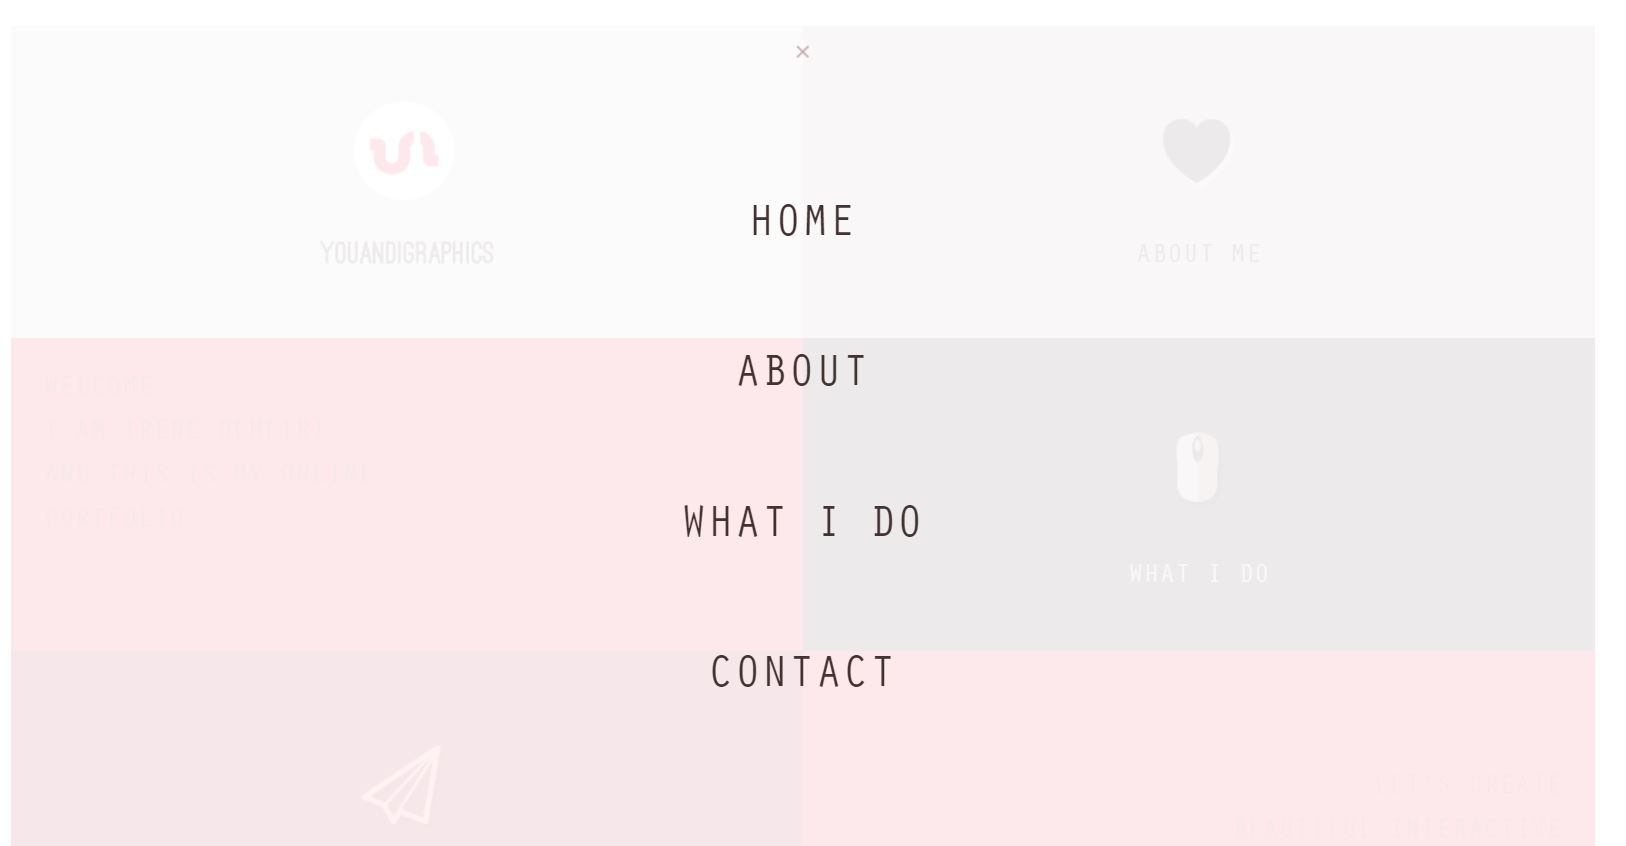 ×
YOUANDIGRAPHICS
ABOUT ME
HOME
ABOUT
WHAT I DO
CONTACT
WELCOME
I AM IRENE DEMETRI
AND THIS IS MY ONLINE
PORTFOLIO
WHAT I DO
LET'S CREATE
BEAUTIFUL INTERACTIVE